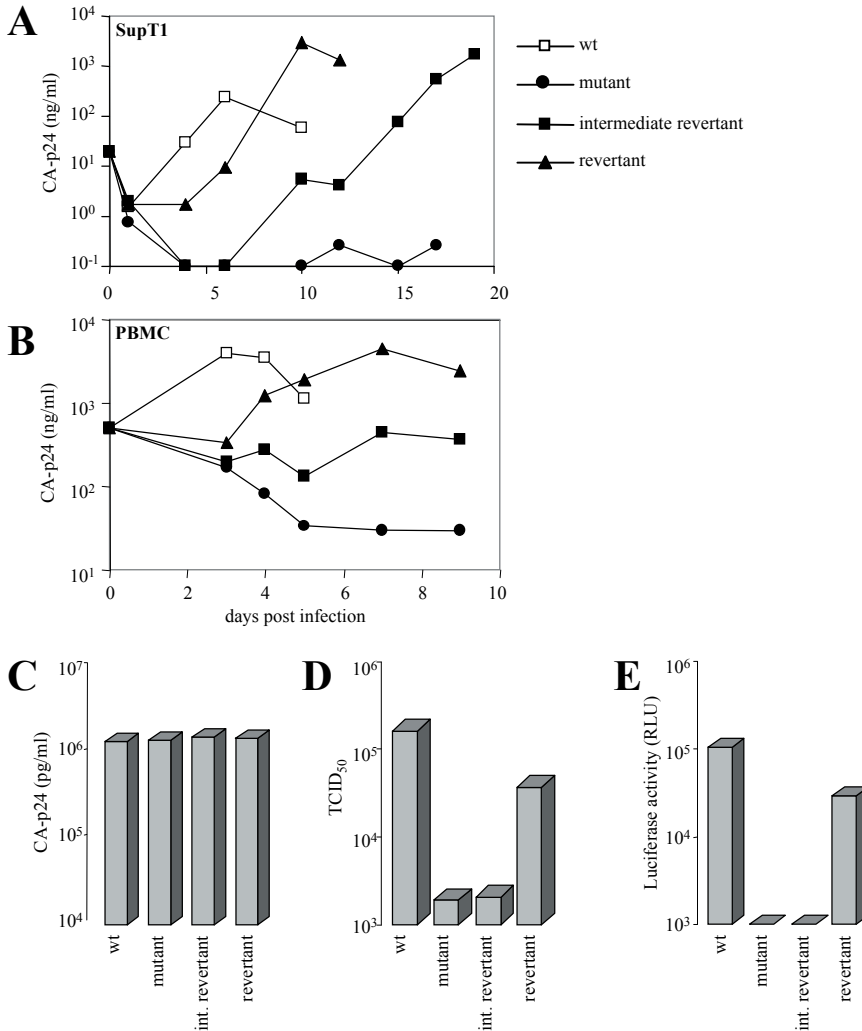 A
SupT1
CA-p24 (ng/ml)
10⁴
10³
10²
10¹
10⁰
10⁻¹
0 5 10 15 20
wt
mutant
intermediate revertant
revertant
B
PBMC
CA-p24 (ng/ml)
10⁴
10³
10²
10¹
0 2 4 6 8 10
days post infection
C
CA-p24 (pg/ml)
10⁷
10⁶
10⁵
10⁴
wt
mutant
int. revertant
revertant
D
TCID₅₀
10⁶
10⁵
10⁴
10³
wt
mutant
int. revertant
revertant
E
Luciferase activity (RLU)
10⁶
10⁵
10⁴
10³
wt
mutant
int. revertant
revertant